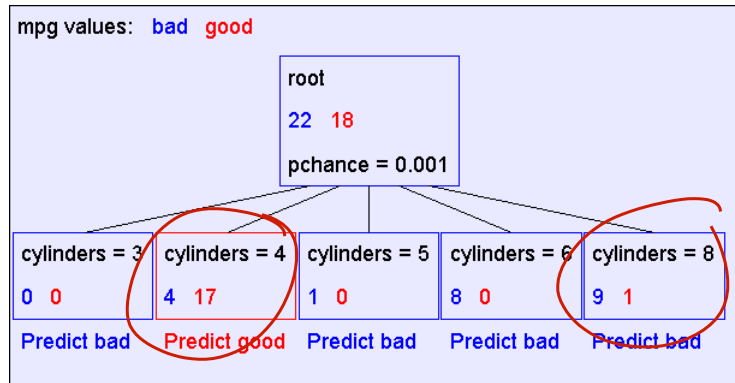 mpg values: bad good
root
22 18
pchance = 0.001
cylinders = 3 cylinders = 4 cylinders = 5 cylinders = 6 cylinders = 8
0 0 4 17 1 0 8 0 9 1
Predict bad Predict good Predict bad Predict bad Predict bad